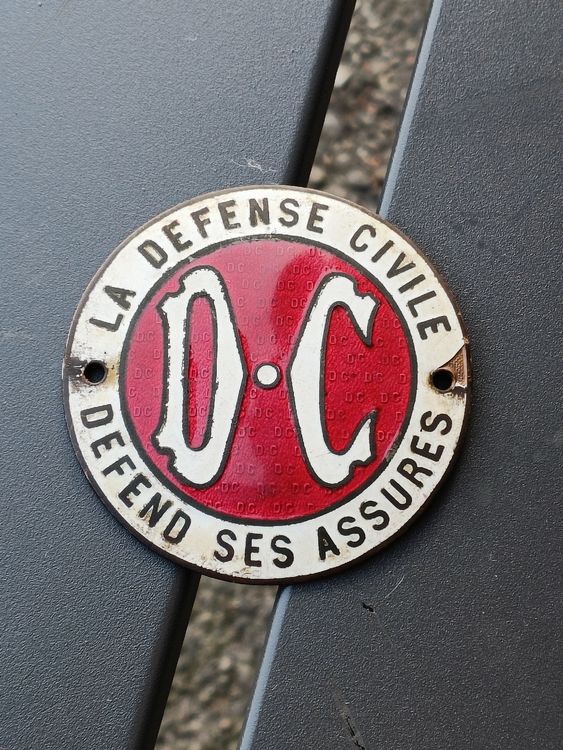 LA DEFENSE CIVILE
D.C
DEFEND SES ASSURES